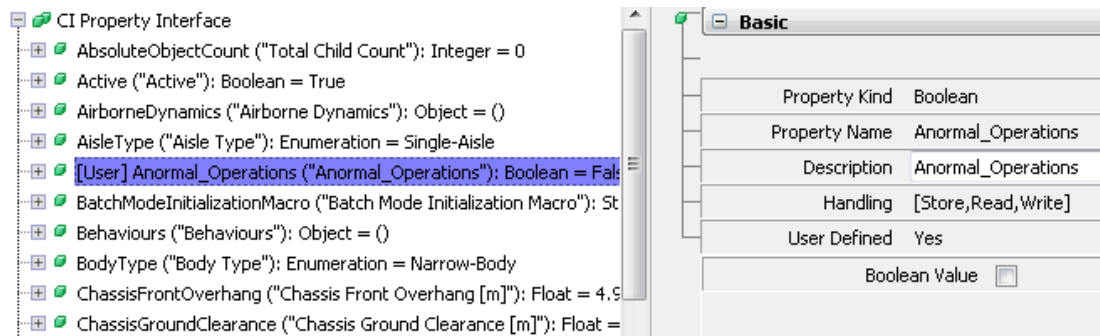 CI Property Interface
AbsoluteObjectCount ("Total Child Count"): Integer = 0
Active ("Active"): Boolean = True
AirborneDynamics ("Airborne Dynamics"): Object = ()
AisleType ("Aisle Type"): Enumeration = Single-Aisle
[User] Anormal_Operations ("Anormal_Operations"): Boolean = Fals
BatchModeInitializationMacro ("Batch Mode Initialization Macro"): St
Behaviours ("Behaviours"): Object = ()
BodyType ("Body Type"): Enumeration = Narrow-Body
ChassisFrontOverhang ("Chassis Front Overhang [m]"): Float = 4.9
ChassisGroundClearance ("Chassis Ground Clearance [m]"): Float =
Basic
Property Kind Boolean
Property Name Anormal_Operations
Description Anormal_Operations
Handling [Store,Read,Write]
User Defined Yes
Boolean Value